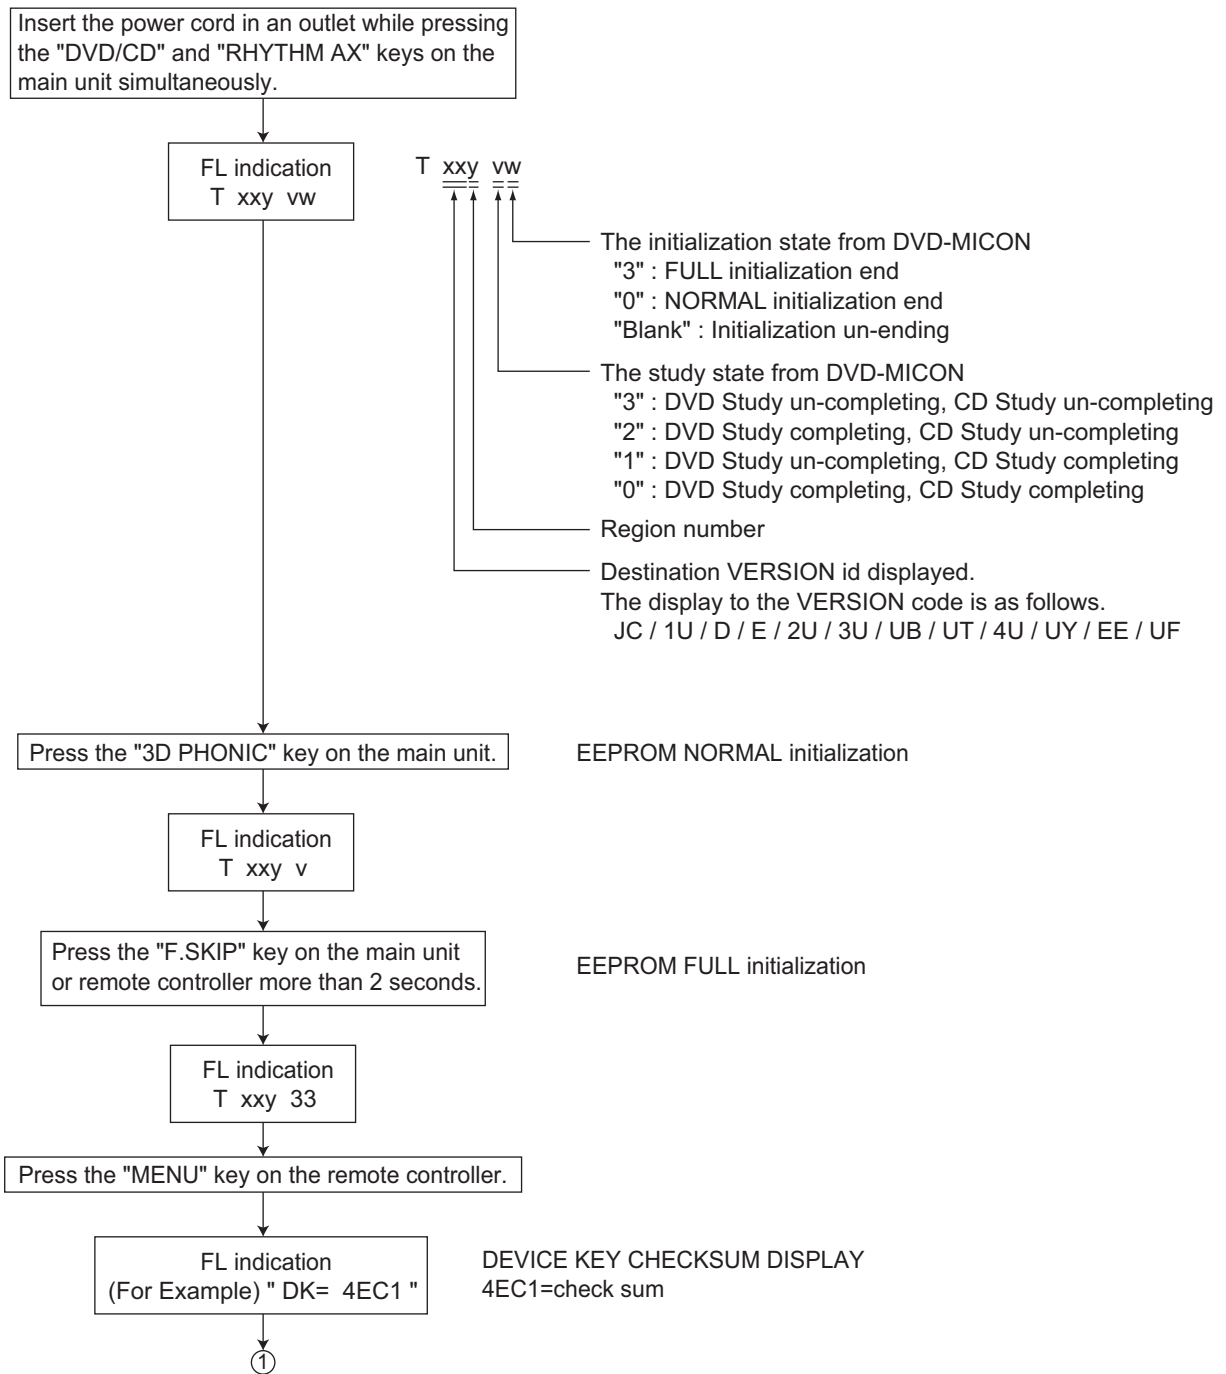 Insert the power cord in an outlet while pressing
the "DVD/CD" and "RHYTHM AX" keys on the
main unit simultaneously.
FL indication
T xxy vw
T xxy vw
The initialization state from DVD-MICON
"3" : FULL initialization end
"0" : NORMAL initialization end
"Blank" : Initialization un-ending
The study state from DVD-MICON
"3" : DVD Study un-completing, CD Study un-completing
"2" : DVD Study completing, CD Study un-completing
"1" : DVD Study un-completing, CD Study completing
"0" : DVD Study completing, CD Study completing
Region number
Destination VERSION id displayed.
The display to the VERSION code is as follows.
JC / 1U / D / E / 2U / 3U / UB / UT / 4U / UY / EE / UF
Press the "3D PHONIC" key on the main unit.
EEPROM NORMAL initialization
FL indication
T xxy v
Press the "F.SKIP" key on the main unit
or remote controller more than 2 seconds.
EEPROM FULL initialization
FL indication
T xxy 33
Press the "MENU" key on the remote controller.
FL indication
(For Example) " DK= 4EC1 "
DEVICE KEY CHECKSUM DISPLAY
4EC1=check sum
1